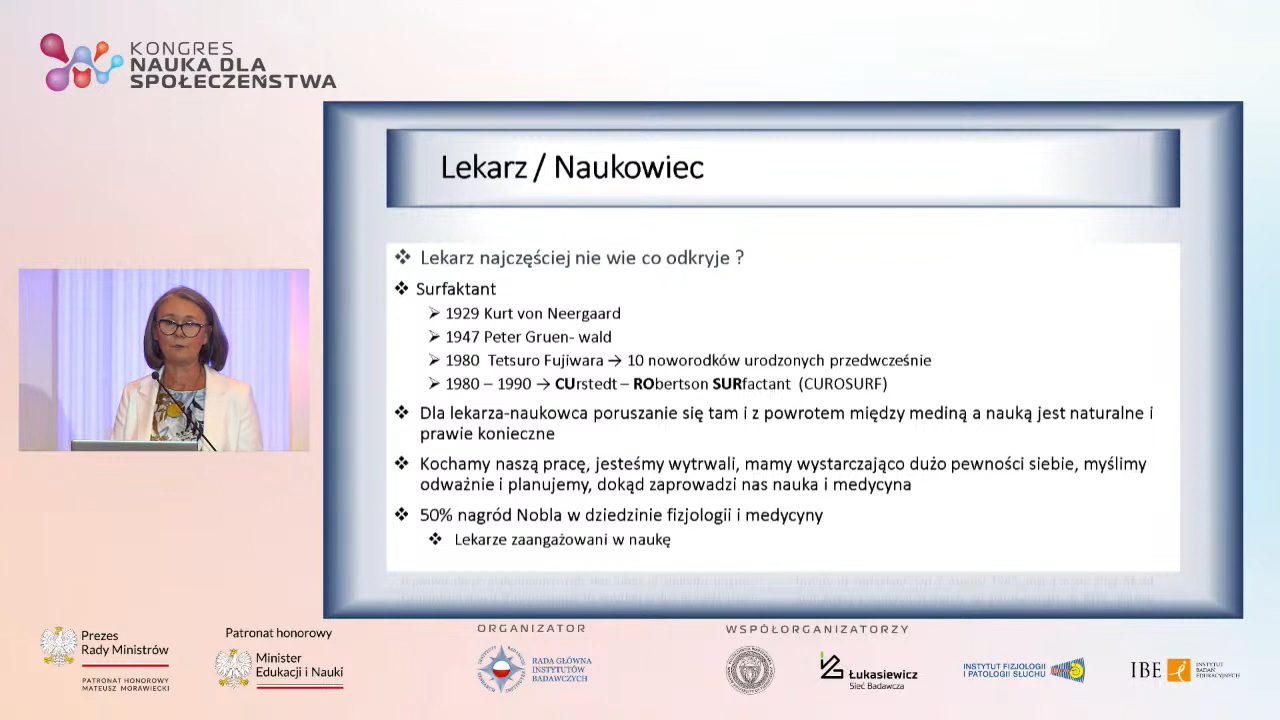 KONGRES
NAUKA DLA
SPOŁECZEŃSTWA
Lekarz / Naukowiec
Lekarz najczęściej nie wie co odkryje ?
Surfaktant
1929 Kurt von Neergaard
1947 Peter Gruen- wald
1980 Tetsuro Fujiwara → 10 noworodków urodzonych przedwcześnie
1980 – 1990 → CUrstedt – RObertson SURfactant (CUROSURF)
Dla lekarza-naukowca poruszanie się tam i z powrotem między mediną a nauką jest naturalne i
prawie konieczne
Kochamy naszą pracę, jesteśmy wytrwali, mamy wystarczająco dużo pewności siebie, myślimy
odważnie i planujemy, dokąd zaprowadzi nas nauka i medycyna
50% nagród Nobla w dziedzinie fizjologii i medycyny
Lekarze zaangażowani w naukę
Prezes
Rady Ministrów
PATRONAT HONOROWY
MATEUSZ MORAWIECKI
Patronat honorowy
Minister
Edukacji i Nauki
ORGANIZATOR
RADA GŁÓWNA
INSTYTUTÓW
BADAWCZYCH
WSPÓŁORGANIZATORZY
Łukasiewicz
Sieć Badawcza
INSTYTUT FIZJOLOGII
I PATOLOGII SŁUCHU
IBE
INSTYTUT
BADAŃ
EDUKACYJNYCH